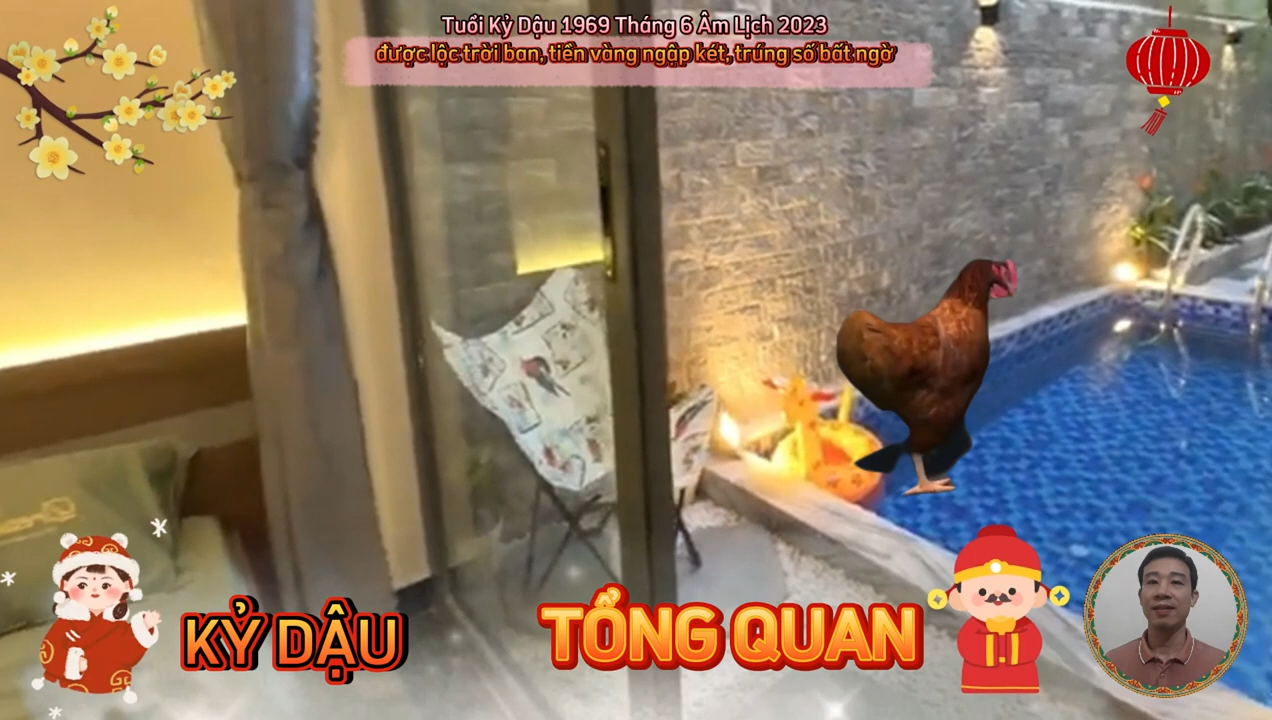 Tuổi Kỷ Dậu 1969 Tháng 6 Âm Lịch 2023
được lộc trời ban, tiền vàng ngập két, trúng số bất ngờ
KỶ DẬU
TỔNG QUAN